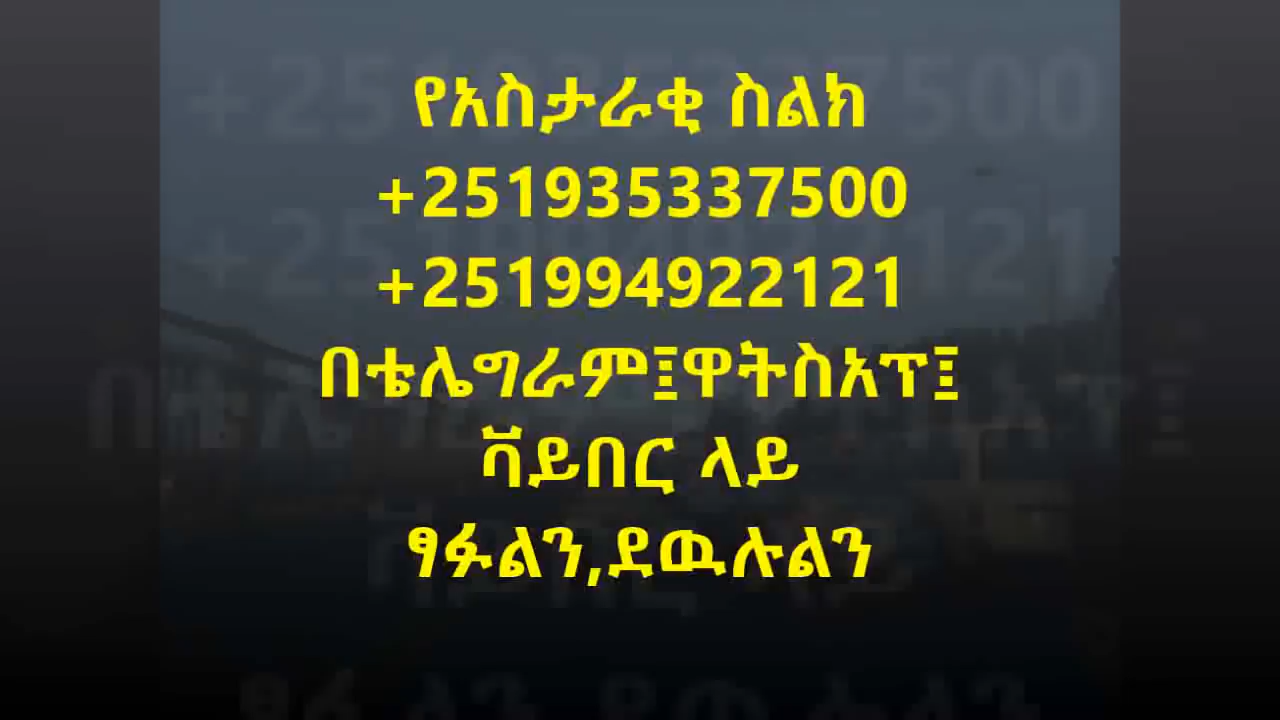 የአስታራቂ ስልክ
+251935337500
+251994922121
በቴሌግራም፤ዋትስአፕ፤
ቫይበር ላይ
ፃፉልን,ደዉሉልን